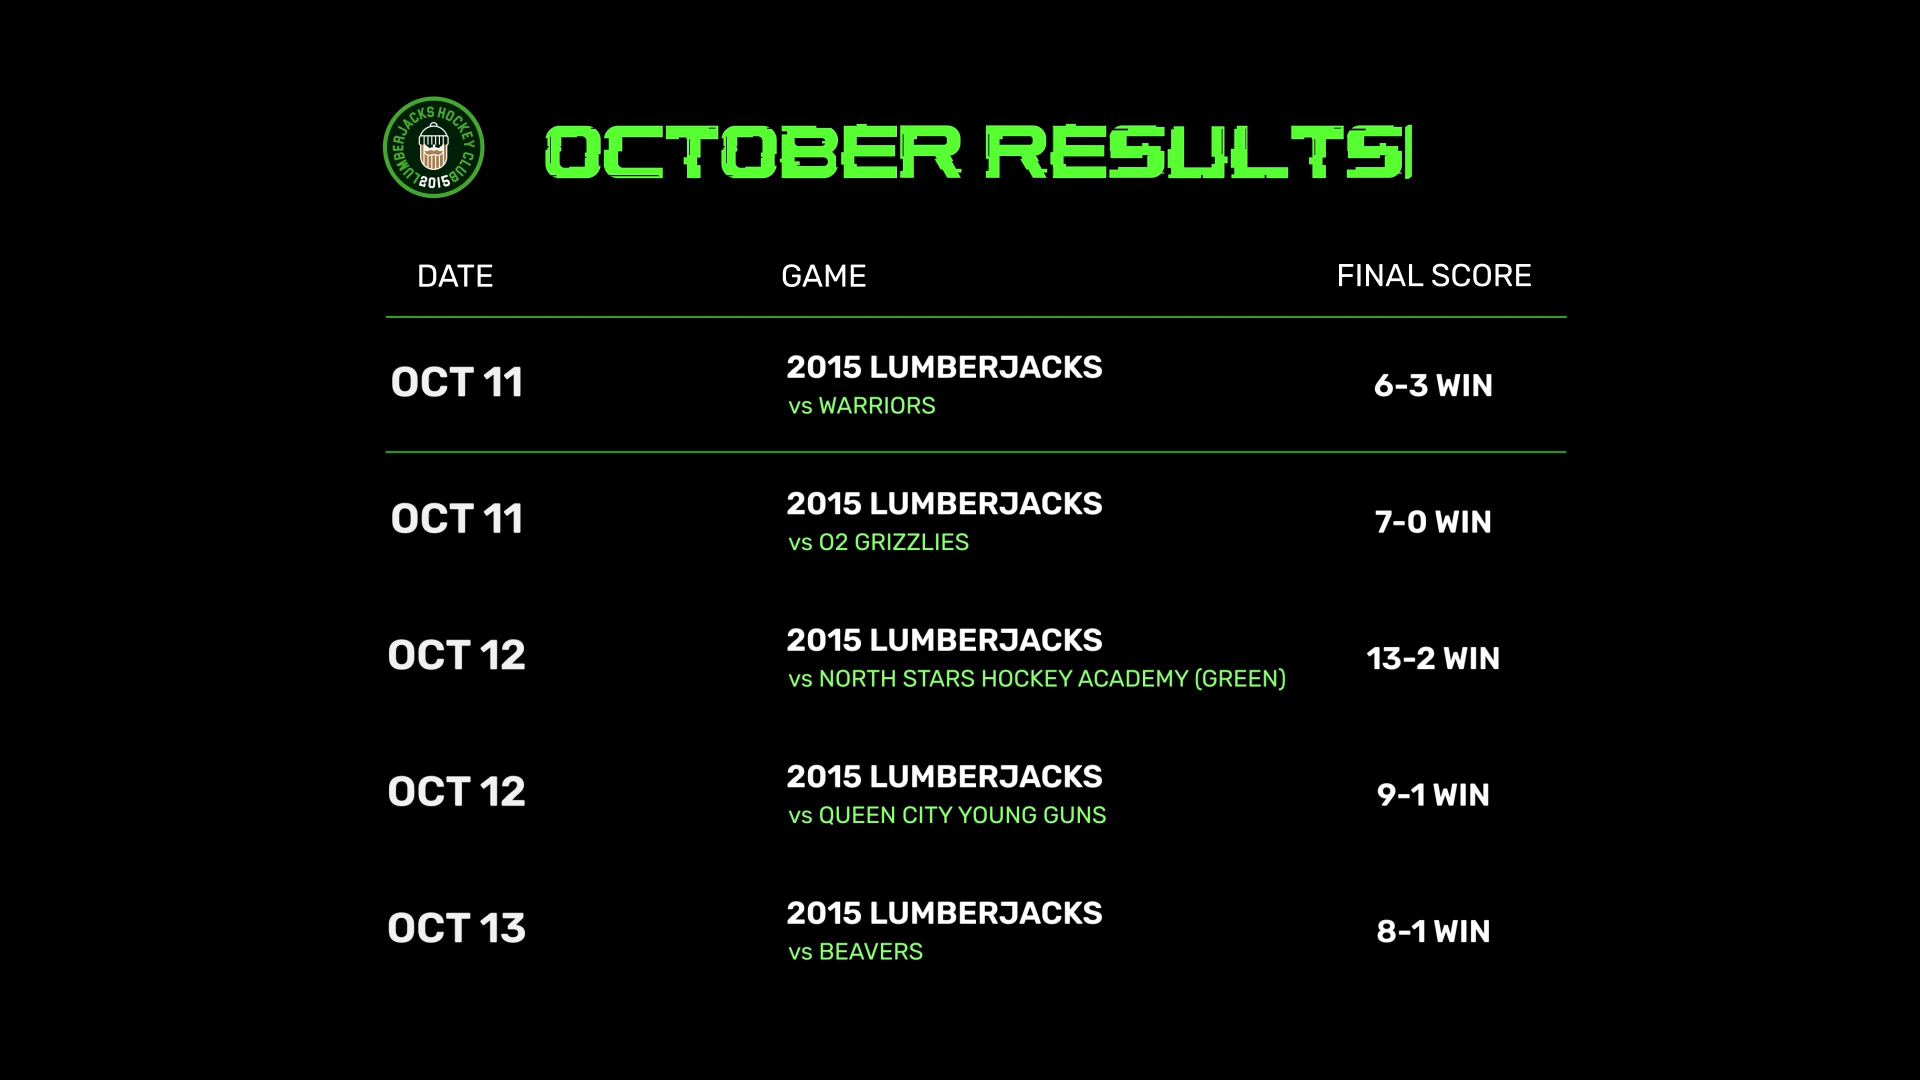 LUMBERJACKS HOCKEY CLUB
2015
OCTOBER RESULTS
DATE GAME FINAL SCORE
OCT 11 2015 LUMBERJACKS 6-3 WIN
vs WARRIORS
OCT 11 2015 LUMBERJACKS 7-0 WIN
vs O2 GRIZZLIES
OCT 12 2015 LUMBERJACKS 13-2 WIN
vs NORTH STARS HOCKEY ACADEMY (GREEN)
OCT 12 2015 LUMBERJACKS 9-1 WIN
vs QUEEN CITY YOUNG GUNS
OCT 13 2015 LUMBERJACKS 8-1 WIN
vs BEAVERS